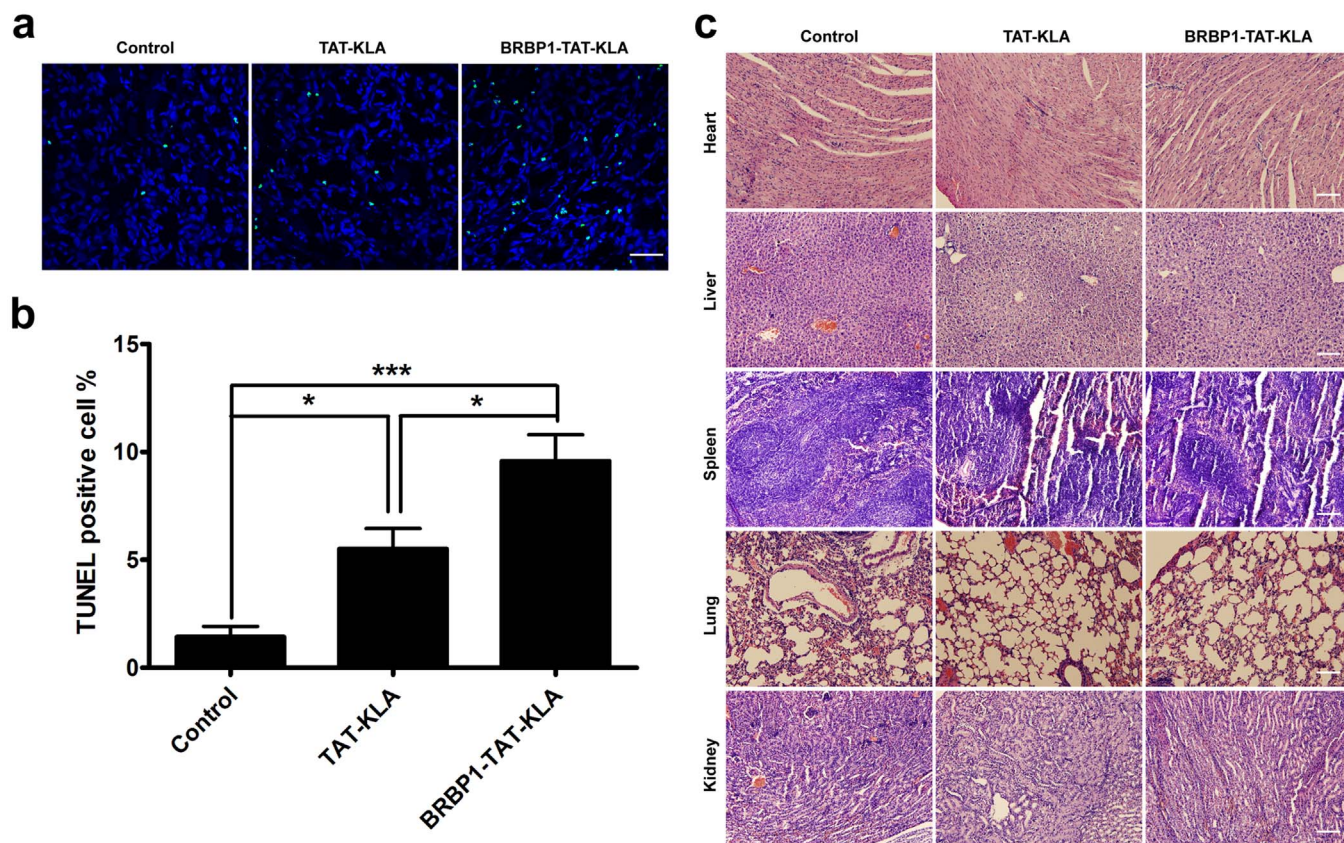 a
Control TAT-KLA BRBP1-TAT-KLA
b
15
10
5
0
TUNEL positive cell %
***
* *
Control
TAT-KLA
BRBP1-TAT-KLA
c
Control TAT-KLA BRBP1-TAT-KLA
Heart
Liver
Spleen
Lung
Kidney